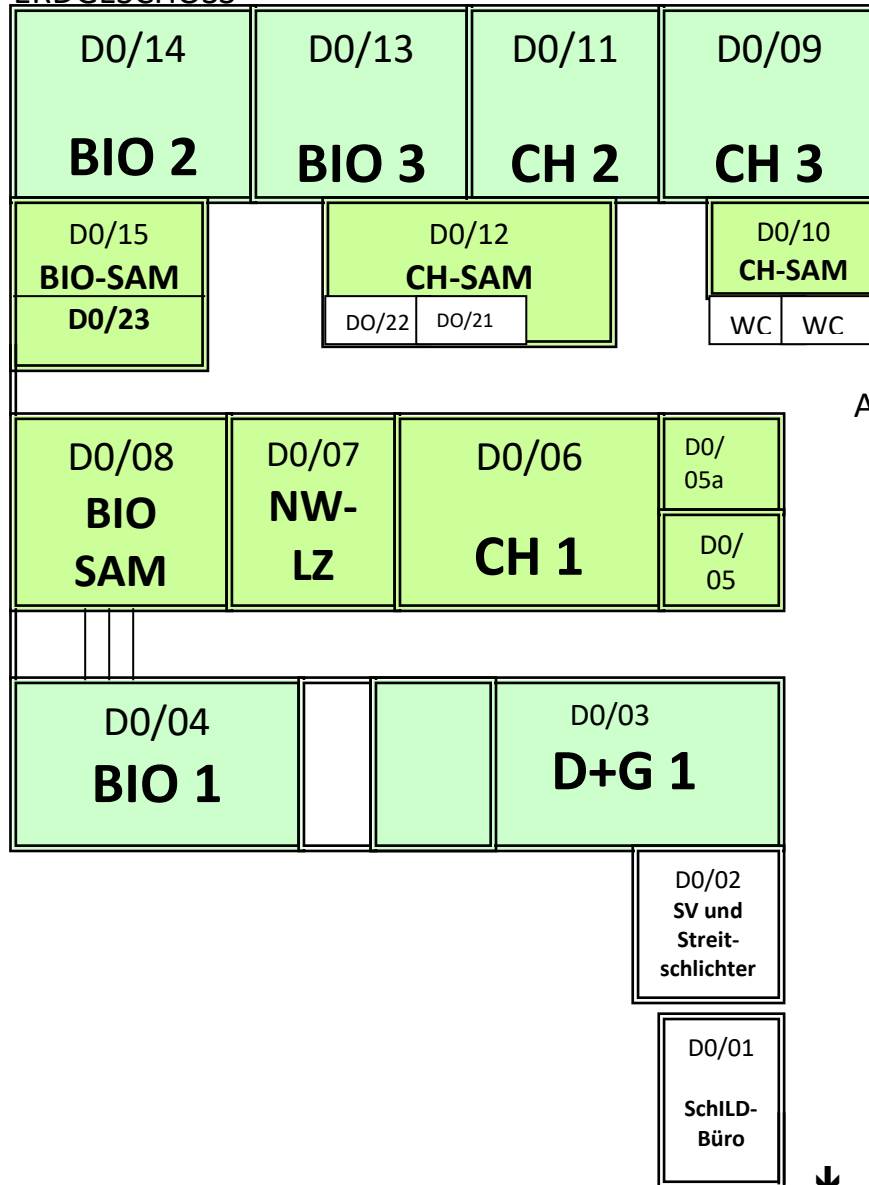 ERDGESCHOSS
D0/14
BIO 2
D0/13
BIO 3
D0/11
CH 2
D0/09
CH 3
D0/15
BIO-SAM
D0/23
D0/12
CH-SAM
DO/22
DO/21
D0/10
CH-SAM
WC
WC
A
D0/08
BIO
SAM
D0/07
NW-
LZ
D0/06
CH 1
D0/
05a
D0/
05
D0/04
BIO 1
D0/03
D+G 1
D0/02
SV und
Streit-
schlichter
D0/01
SchILD-
Büro